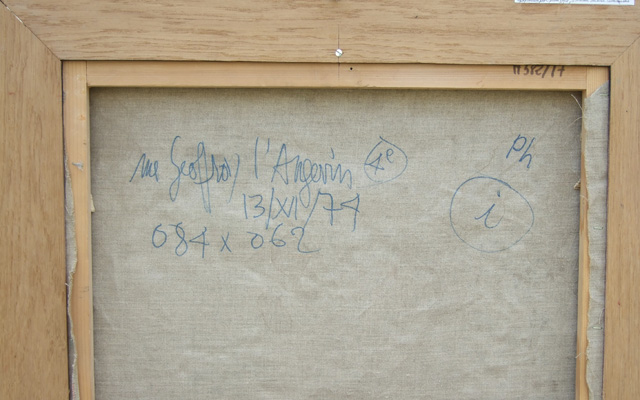 rue Geoffroy l'Angevin 4e
13/XI/74
084 x 062
Ph
i